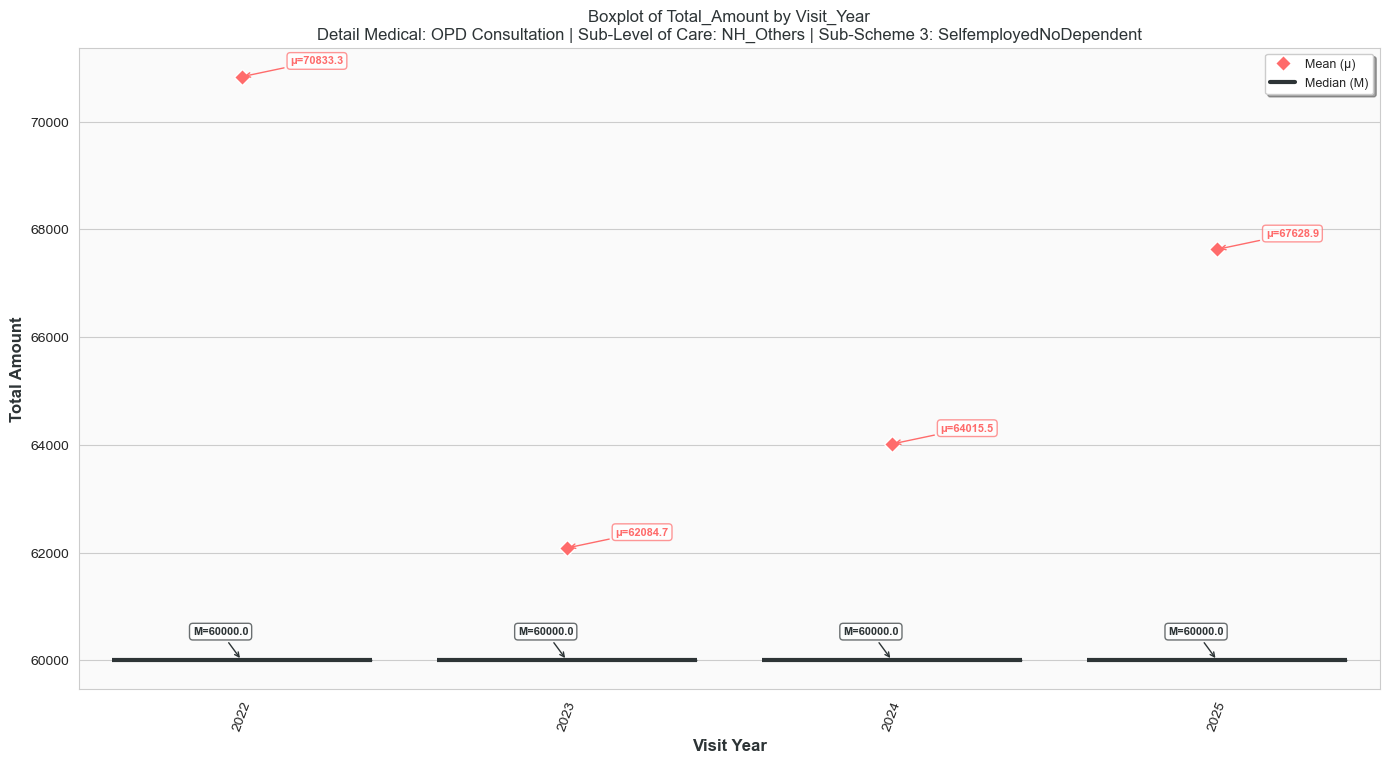 Boxplot of Total_Amount by Visit_Year
Detail Medical: OPD Consultation | Sub-Level of Care: NH_Others | Sub-Scheme 3: SelfemployedNoDependent
Mean (μ)
Median (M)
μ=70833.3
μ=67628.9
μ=64015.5
μ=62084.7
M=60000.0
M=60000.0
M=60000.0
M=60000.0
70000
68000
66000
64000
62000
60000
Total Amount
2022
2023
2024
2025
Visit Year